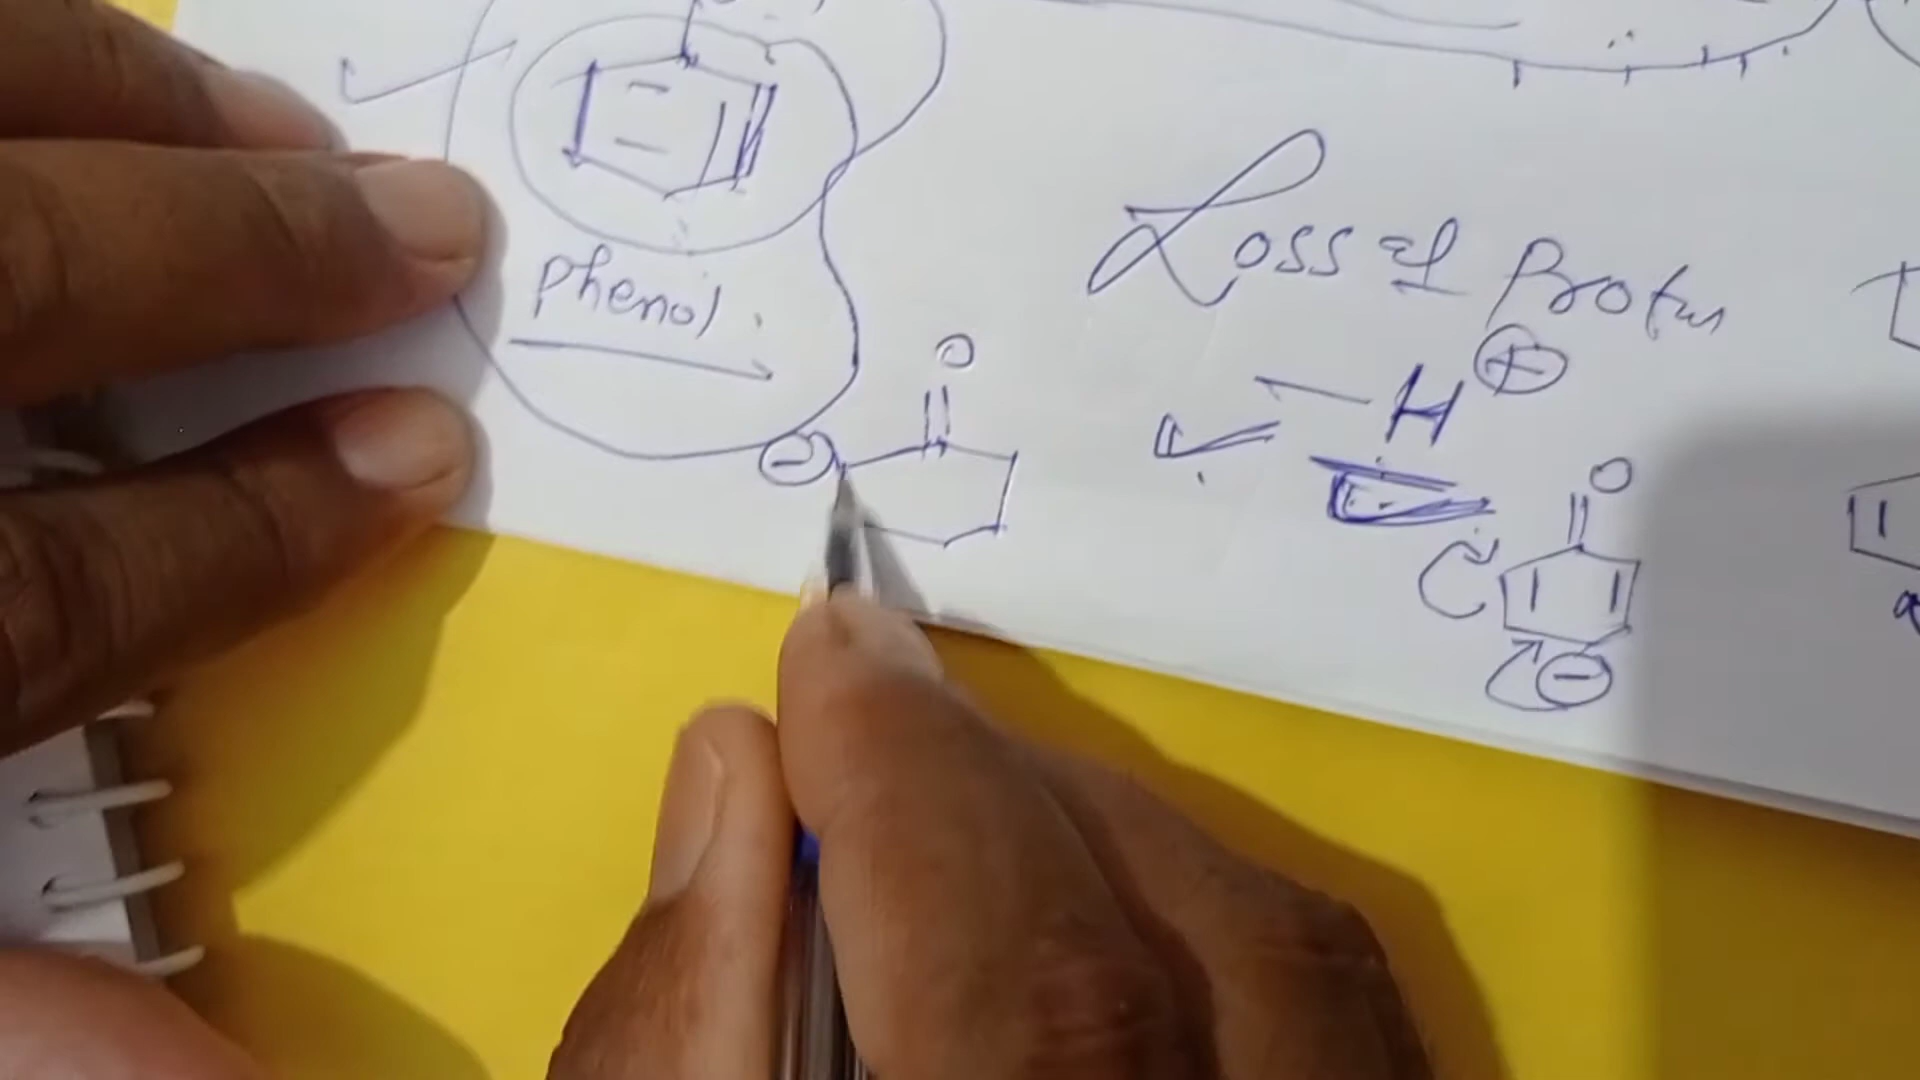 Phenol
Loss of Proton
O
H ⊕
⊖
O
⊖